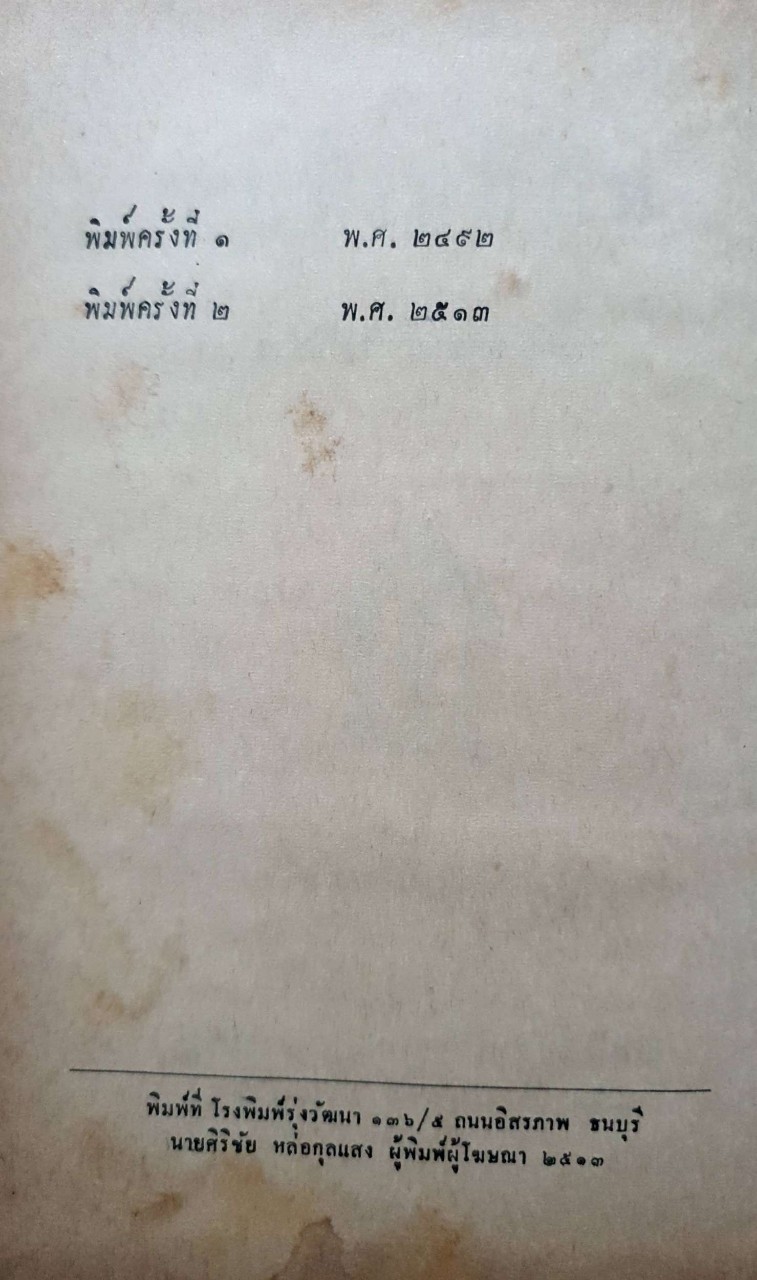 พิมพ์ครั้งที่ ๑ พ.ศ. ๒๔๙๒
พิมพ์ครั้งที่ ๒ พ.ศ. ๒๕๑๓
พิมพ์ที่ โรงพิมพ์รุ่งวัฒนา ๑๓๖/๕ ถนนอิสรภาพ ธนบุรี
นายศิริชัย หล่อกุลแสง ผู้พิมพ์ผู้โฆษณา ๒๕๑๓